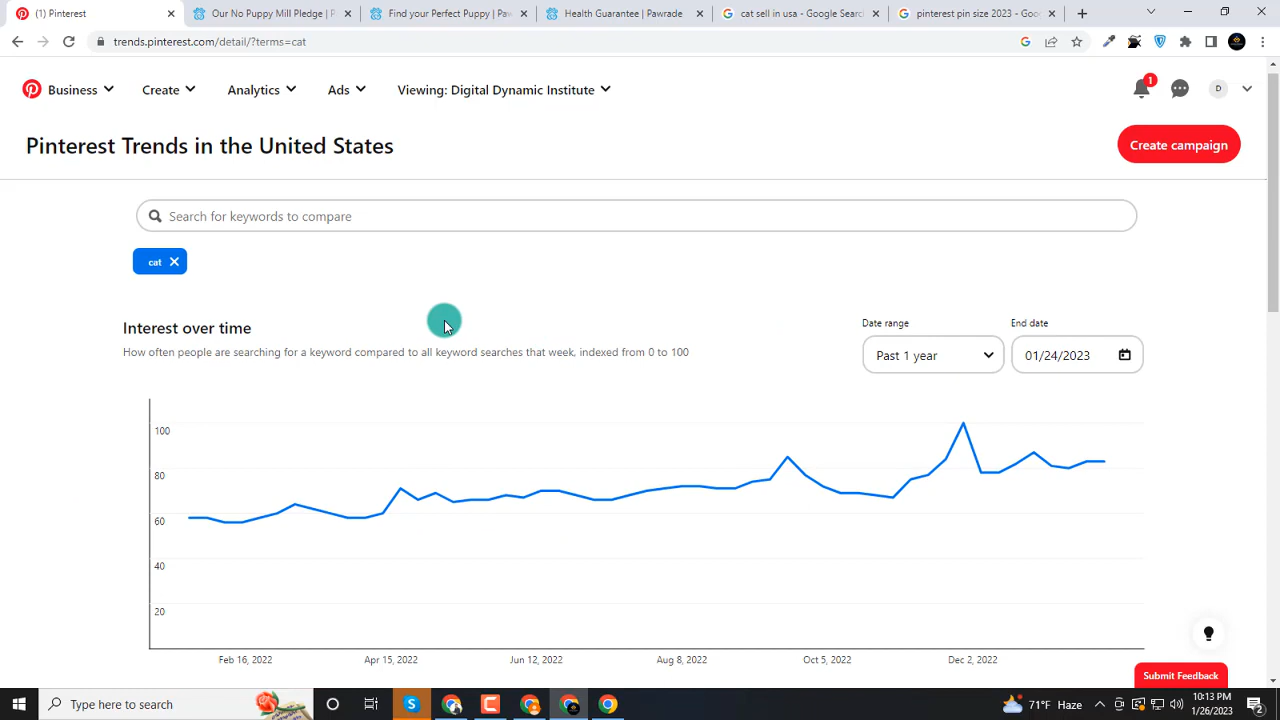 (1) Pinterest
Our No Puppy Mill Pledge | P
Find your Perfect Puppy | Paw
Health Guarantee | Pawrade
cat sell in usa - Google Searc
pinterest pin size 2023 - Goo
trends.pinterest.com/detail/?terms=cat
Business
Create
Analytics
Ads
Viewing: Digital Dynamic Institute
1
D
Pinterest Trends in the United States
Create campaign
Search for keywords to compare
cat
Interest over time
How often people are searching for a keyword compared to all keyword searches that week, indexed from 0 to 100
Date range
End date
Past 1 year
01/24/2023
100
80
60
40
20
Feb 16, 2022
Apr 15, 2022
Jun 12, 2022
Aug 8, 2022
Oct 5, 2022
Dec 2, 2022
Submit Feedback
Type here to search
71°F Haze
10:13 PM
1/26/2023
2